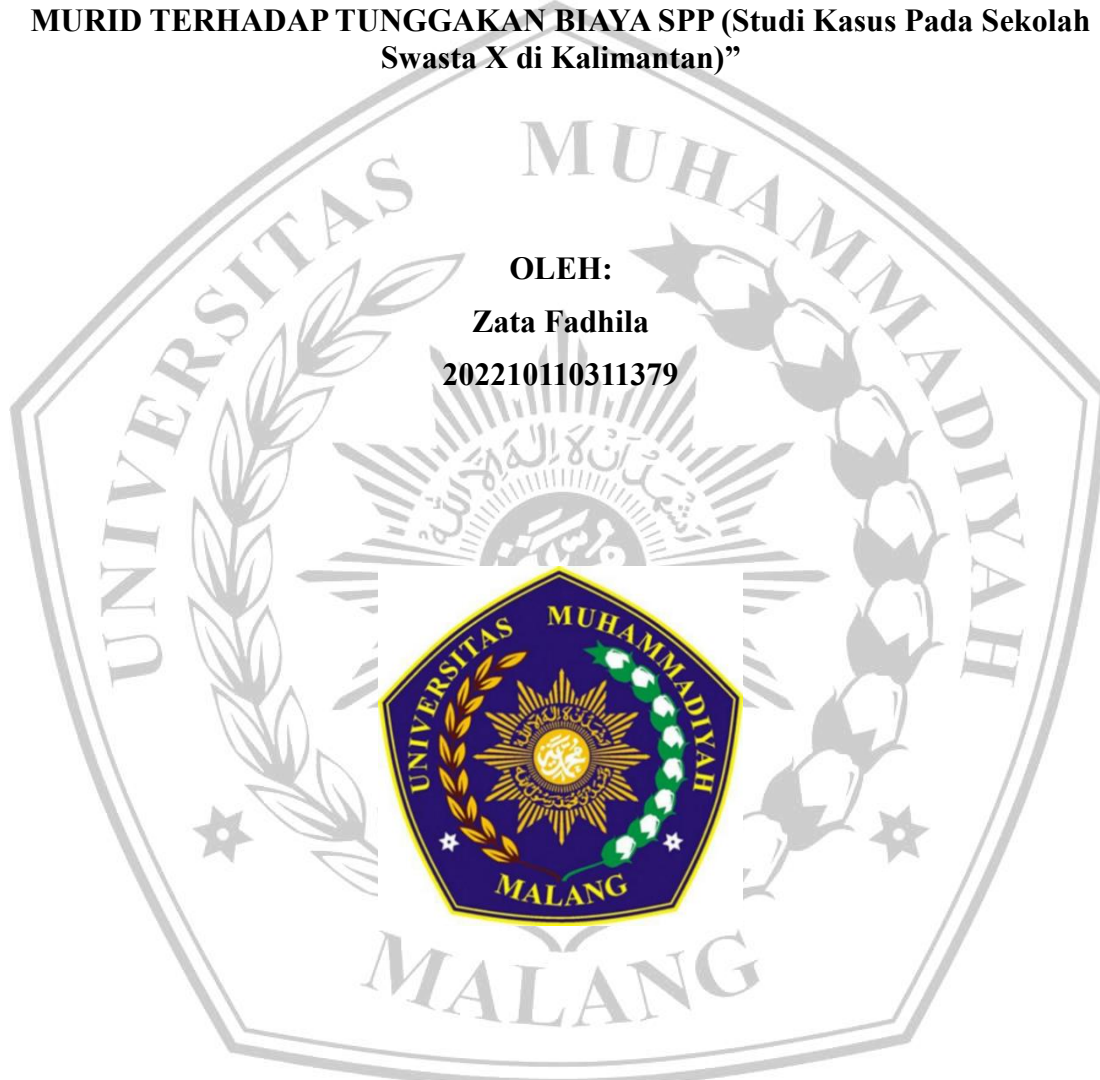 MURID TERHADAP TUNGGAKAN BIAYA SPP (Studi Kasus Pada Sekolah
Swasta X di Kalimantan)”
UNIVERSITAS MUHAMMADIYAH
OLEH:
Zata Fadhila
202210110311379
UNIVERSITAS MUHAMMADIYAH
MALANG
MALANG